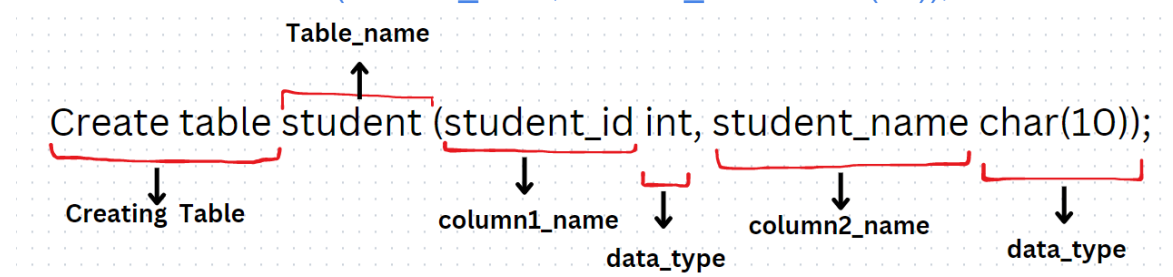 Table_name
Create table student (student_id int, student_name char(10));
Creating Table
column1_name
data_type
column2_name
data_type